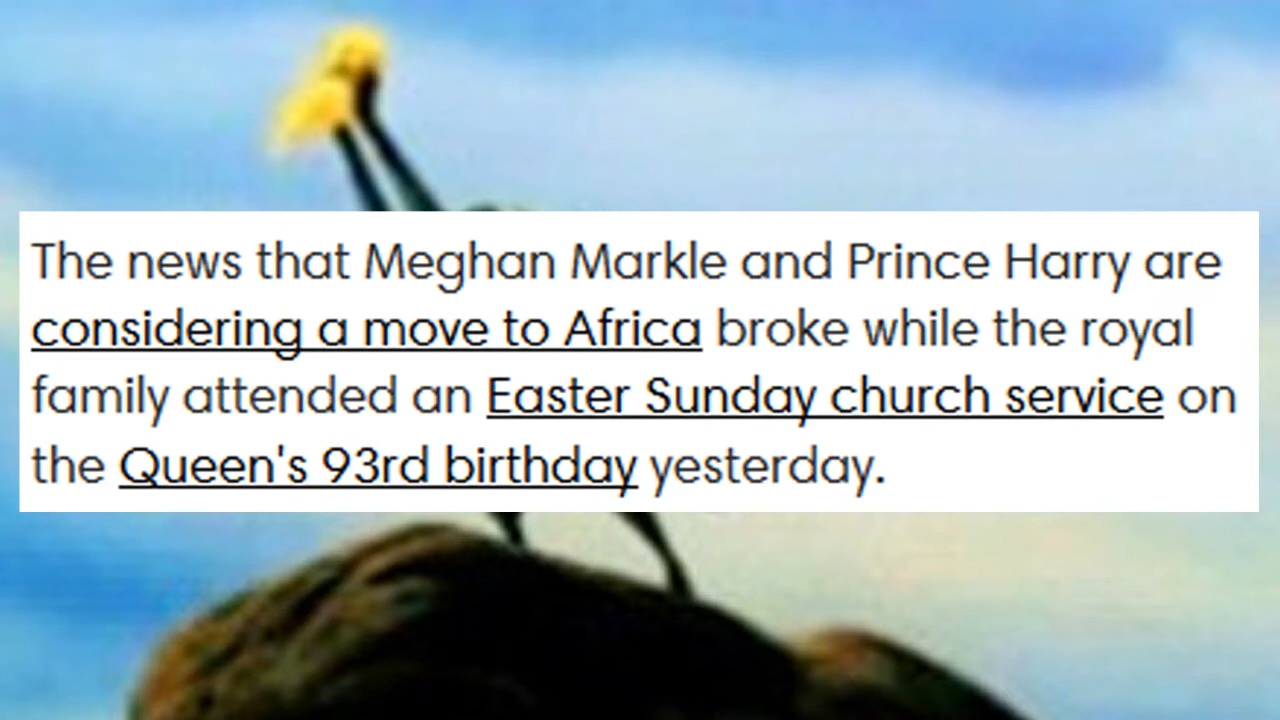 The news that Meghan Markle and Prince Harry are
considering a move to Africa broke while the royal
family attended an Easter Sunday church service on
the Queen's 93rd birthday yesterday.